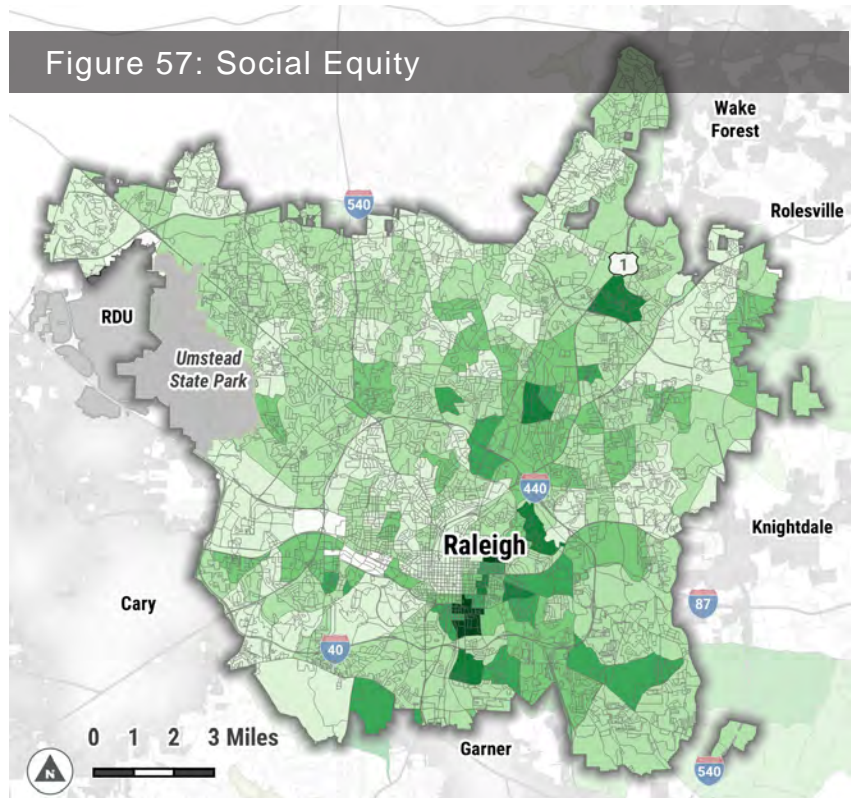 Figure 57: Social Equity
Wake
Forest
540
Rolesville
1
RDU
Umstead
State Park
440
Raleigh
Knightdale
Cary
87
40
0 1 2 3 Miles
Garner
N
540